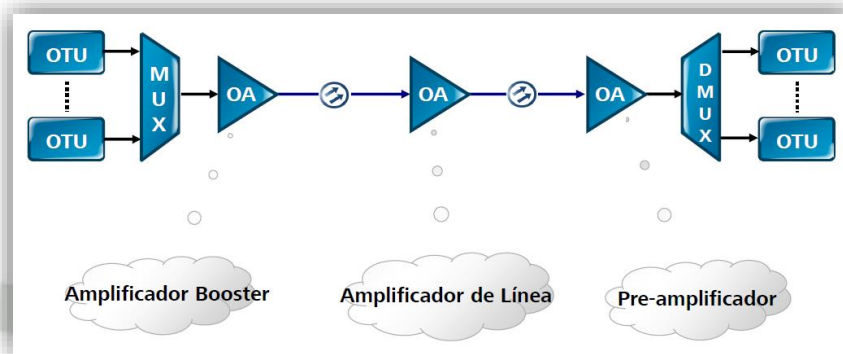 OTU
OTU
MUX
OA
OA
OA
DMUX
OTU
OTU
Amplificador Booster
Amplificador de Línea
Pre-amplificador